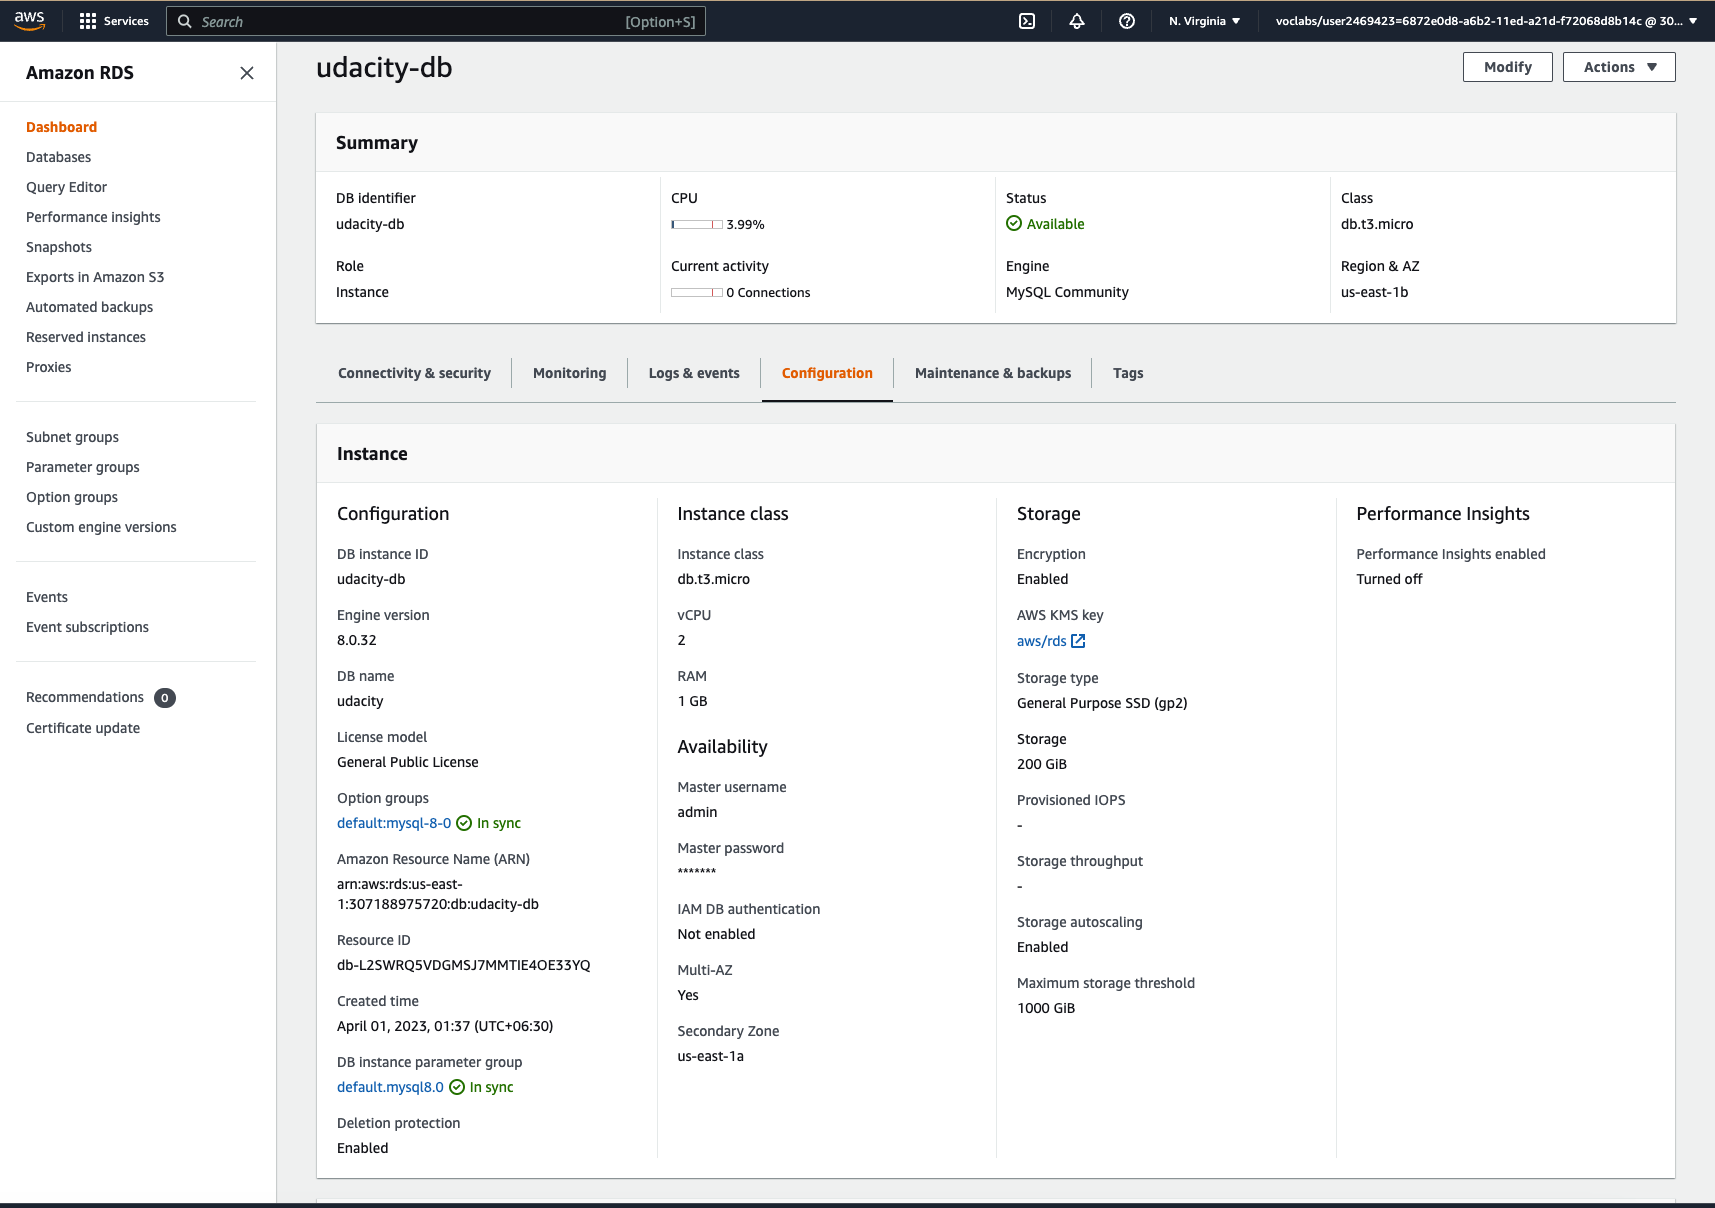 aws
Services
Search
[Option+S]
N. Virginia
voclabs/user2469423=6872e0d8-a6b2-11ed-a21d-f72068d8b14c @ 30...
Amazon RDS
Dashboard
Databases
Query Editor
Performance insights
Snapshots
Exports in Amazon S3
Automated backups
Reserved instances
Proxies
Subnet groups
Parameter groups
Option groups
Custom engine versions
Events
Event subscriptions
Recommendations 0
Certificate update
udacity-db
Modify
Actions
Summary
DB identifier
udacity-db
Role
Instance
CPU
3.99%
Current activity
0 Connections
Status
Available
Engine
MySQL Community
Class
db.t3.micro
Region & AZ
us-east-1b
Connectivity & security
Monitoring
Logs & events
Configuration
Maintenance & backups
Tags
Instance
Configuration
DB instance ID
udacity-db
Engine version
8.0.32
DB name
udacity
License model
General Public License
Option groups
default:mysql-8-0 In sync
Amazon Resource Name (ARN)
arn:aws:rds:us-east-
1:307188975720:db:udacity-db
Resource ID
db-L2SWRQ5VDGMSJ7MMTIE4OE33YQ
Created time
April 01, 2023, 01:37 (UTC+06:30)
DB instance parameter group
default.mysql8.0 In sync
Deletion protection
Enabled
Instance class
Instance class
db.t3.micro
vCPU
2
RAM
1 GB
Availability
Master username
admin
Master password
*******
IAM DB authentication
Not enabled
Multi-AZ
Yes
Secondary Zone
us-east-1a
Storage
Encryption
Enabled
AWS KMS key
aws/rds
Storage type
General Purpose SSD (gp2)
Storage
200 GiB
Provisioned IOPS
-
Storage throughput
-
Storage autoscaling
Enabled
Maximum storage threshold
1000 GiB
Performance Insights
Performance Insights enabled
Turned off